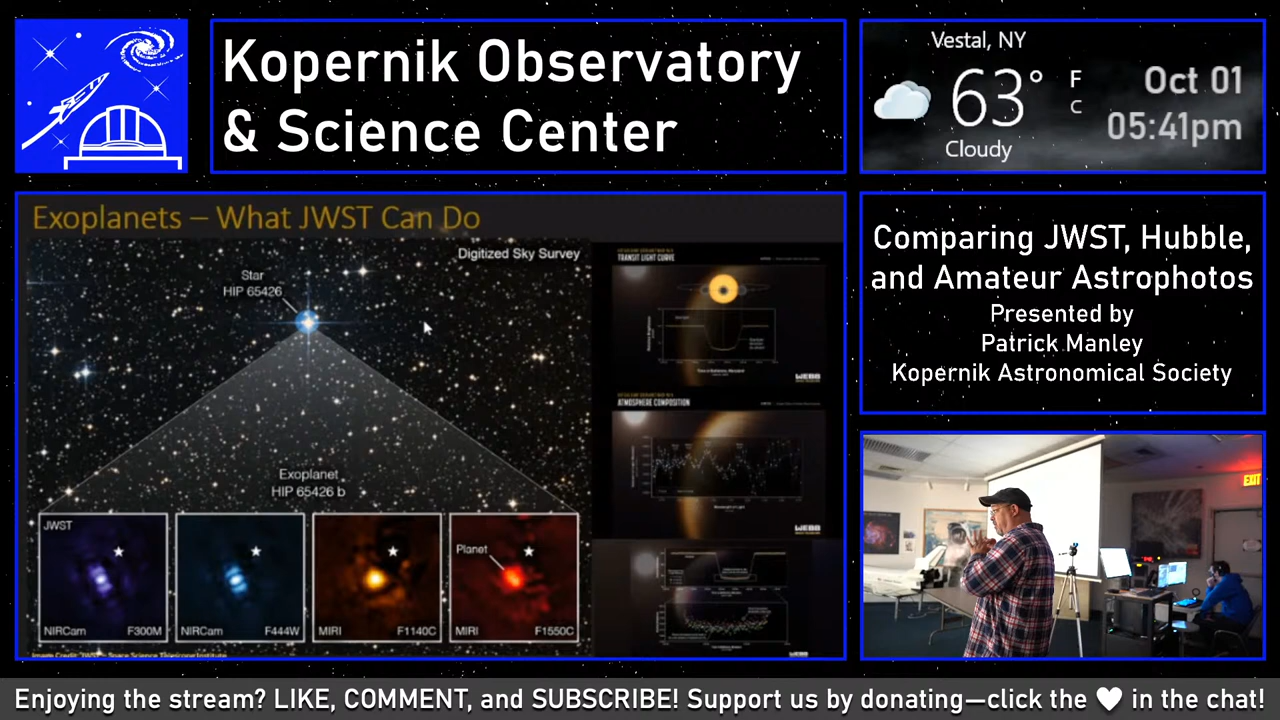 Kopernik Observatory
& Science Center
Vestal, NY
63°
F
C
Cloudy
Oct 01
05:41pm
Exoplanets – What JWST Can Do
Digitized Sky Survey
Star
HIP 65426
Exoplanet
HIP 65426 b
JWST
NIRCam F300M
NIRCam F444W
MIRI F1140C
Planet
MIRI F1550C
TRANSIT LIGHT CURVE
WEBB
ATMOSPHERE COMPOSITION
WEBB
WEBB
Comparing JWST, Hubble,
and Amateur Astrophotos
Presented by
Patrick Manley
Kopernik Astronomical Society
EXIT
Enjoying the stream? LIKE, COMMENT, and SUBSCRIBE! Support us by donating—click the ♥ in the chat!